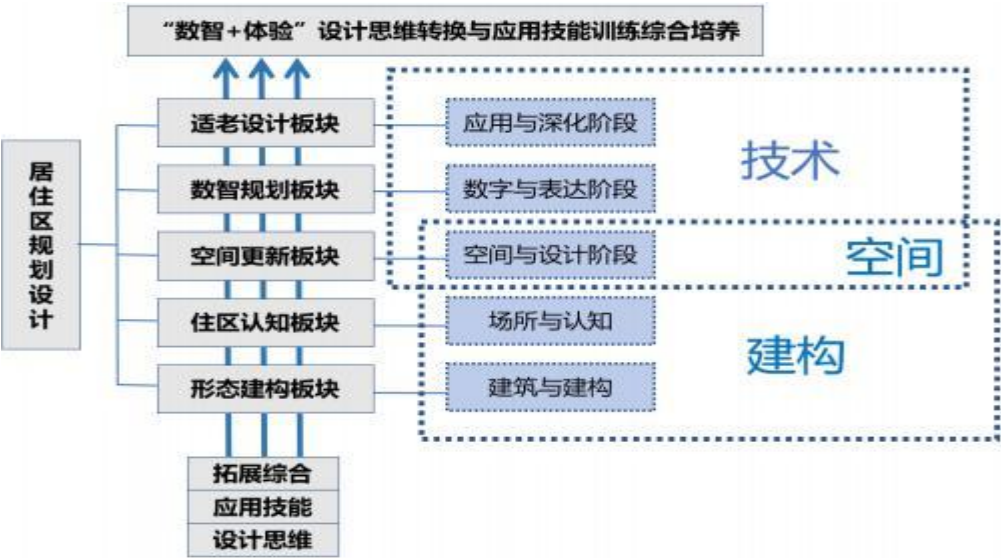 “数智+体验”设计思维转换与应用技能训练综合培养
居住区规划设计
适老设计板块
应用与深化阶段
技术
数智规划板块
数字与表达阶段
空间更新板块
空间与设计阶段
空间
住区认知板块
场所与认知
建构
形态建构板块
建筑与建构
拓展综合
应用技能
设计思维